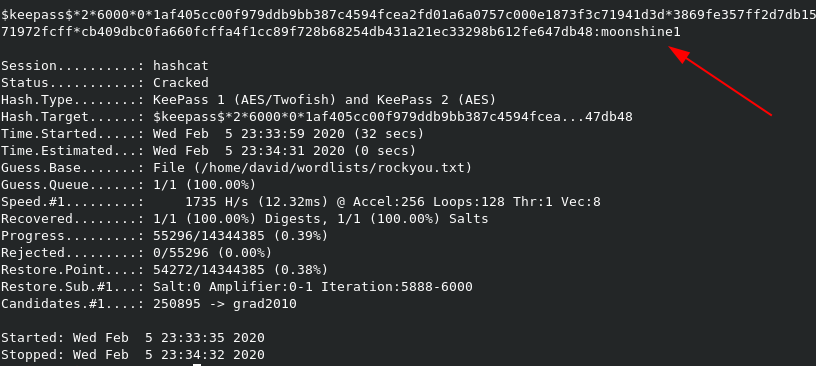 $keepass$*2*6000*0*1af405cc00f979ddb9bb387c4594fcea2fd01a6a0757c000e1873f3c71941d3d*3869fe357ff2d7db15
71972fcff*cb409dbc0fa660fcffa4f1cc89f728b68254db431a21ec33298b612fe647db48:moonshine1
Session..........: hashcat
Status...........: Cracked
Hash.Type........: KeePass 1 (AES/Twofish) and KeePass 2 (AES)
Hash.Target......: $keepass$*2*6000*0*1af405cc00f979ddb9bb387c4594fcea...47db48
Time.Started.....: Wed Feb  5 23:33:59 2020 (32 secs)
Time.Estimated...: Wed Feb  5 23:34:31 2020 (0 secs)
Guess.Base.......: File (/home/david/wordlists/rockyou.txt)
Guess.Queue......: 1/1 (100.00%)
Speed.#1.........:     1735 H/s (12.32ms) @ Accel:256 Loops:128 Thr:1 Vec:8
Recovered........: 1/1 (100.00%) Digests, 1/1 (100.00%) Salts
Progress.........: 55296/14344385 (0.39%)
Rejected.........: 0/55296 (0.00%)
Restore.Point....: 54272/14344385 (0.38%)
Restore.Sub.#1...: Salt:0 Amplifier:0-1 Iteration:5888-6000
Candidates.#1....: 250895 -> grad2010
Started: Wed Feb  5 23:33:35 2020
Stopped: Wed Feb  5 23:34:32 2020